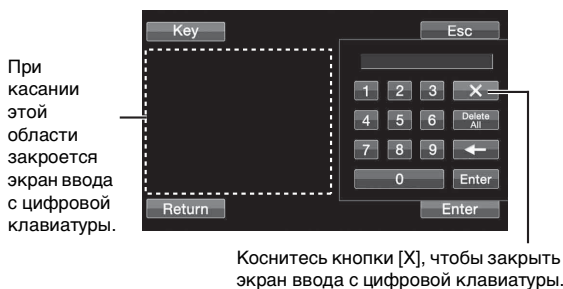 Key
Esc
При
касании
этой
области
закроется
экран ввода
с цифровой
клавиатуры.
1 2 3 X
4 5 6 Delete All
7 8 9 ←
0 Enter
Return
Enter
Коснитесь кнопки [X], чтобы закрыть
экран ввода с цифровой клавиатуры.